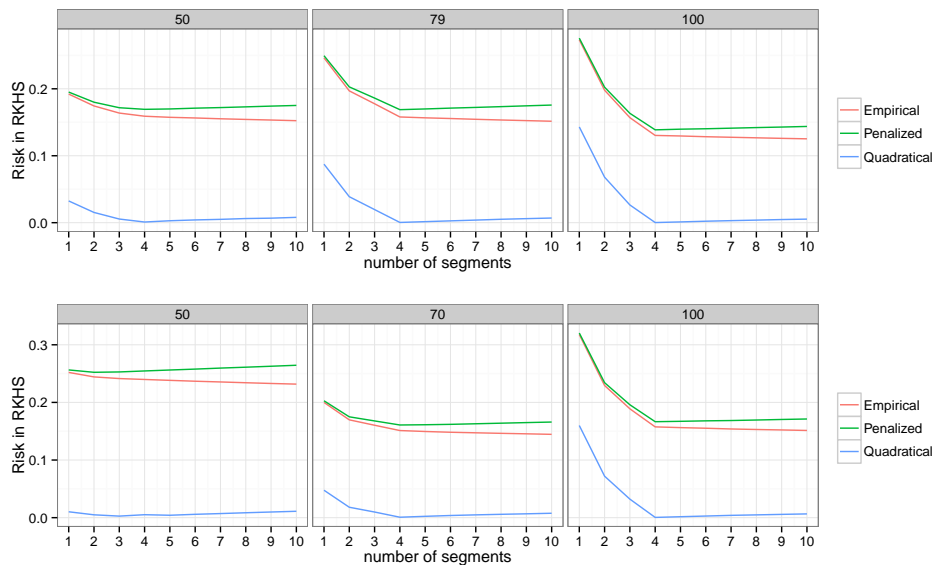 50 79 100
Risk in RKHS
0.2
0.1
0.0
1 2 3 4 5 6 7 8 9 10 1 2 3 4 5 6 7 8 9 10 1 2 3 4 5 6 7 8 9 10
number of segments
Empirical
Penalized
Quadratical
50 70 100
Risk in RKHS
0.3
0.2
0.1
0.0
1 2 3 4 5 6 7 8 9 10 1 2 3 4 5 6 7 8 9 10 1 2 3 4 5 6 7 8 9 10
number of segments
Empirical
Penalized
Quadratical